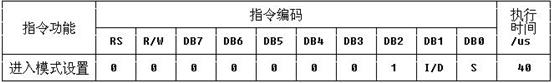 指令功能 指令编码 执行时间/us
RS R/W DB7 DB6 DB5 DB4 DB3 DB2 DB1 DB0
进入模式设置 0 0 0 0 0 0 0 1 I/D S 40